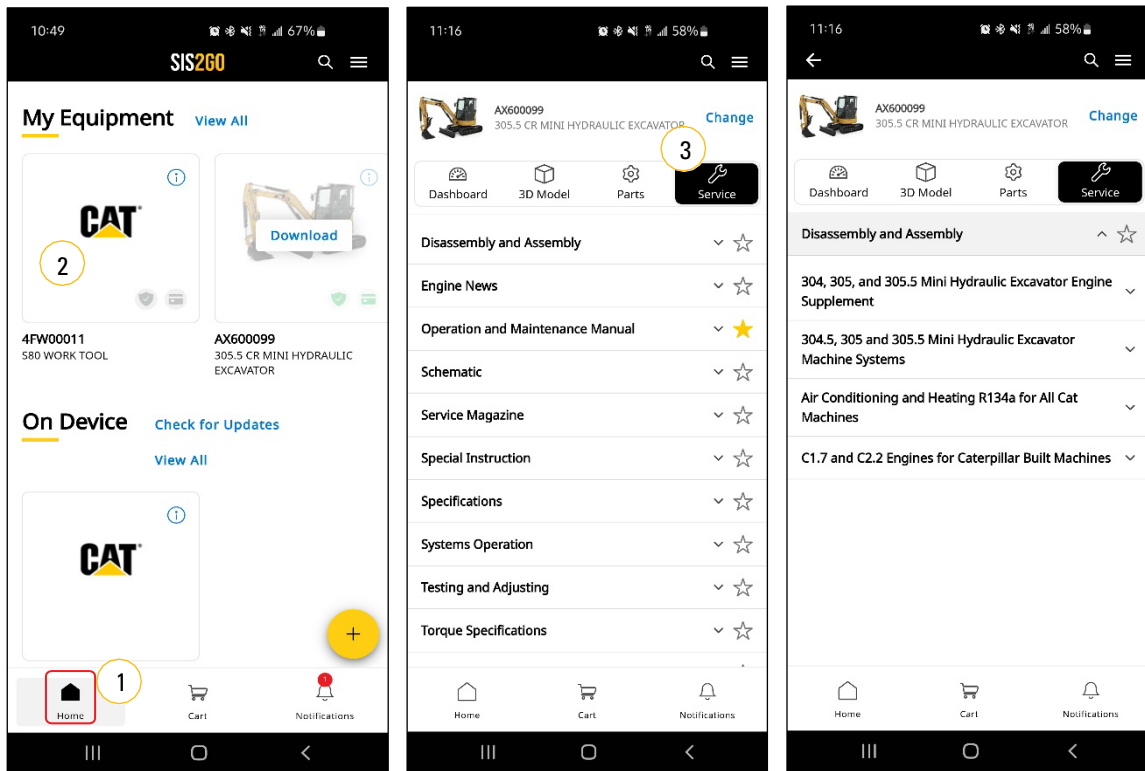 10:49
67%
SIS2GO
My Equipment View All
CAT
2
Download
4FW00011
S80 WORK TOOL
AX600099
305.5 CR MINI HYDRAULIC
EXCAVATOR
On Device Check for Updates
View All
CAT
+
1
1
Home Cart Notifications
11:16
58%
AX600099
305.5 CR MINI HYDRAULIC EXCAVATOR
Change
3
Dashboard 3D Model Parts Service
Disassembly and Assembly
Engine News
Operation and Maintenance Manual
Schematic
Service Magazine
Special Instruction
Specifications
Systems Operation
Testing and Adjusting
Torque Specifications
Home Cart Notifications
11:16
58%
AX600099
305.5 CR MINI HYDRAULIC EXCAVATOR
Change
Dashboard 3D Model Parts Service
Disassembly and Assembly
304, 305, and 305.5 Mini Hydraulic Excavator Engine
Supplement
304.5, 305 and 305.5 Mini Hydraulic Excavator
Machine Systems
Air Conditioning and Heating R134a for All Cat
Machines
C1.7 and C2.2 Engines for Caterpillar Built Machines
Home Cart Notifications